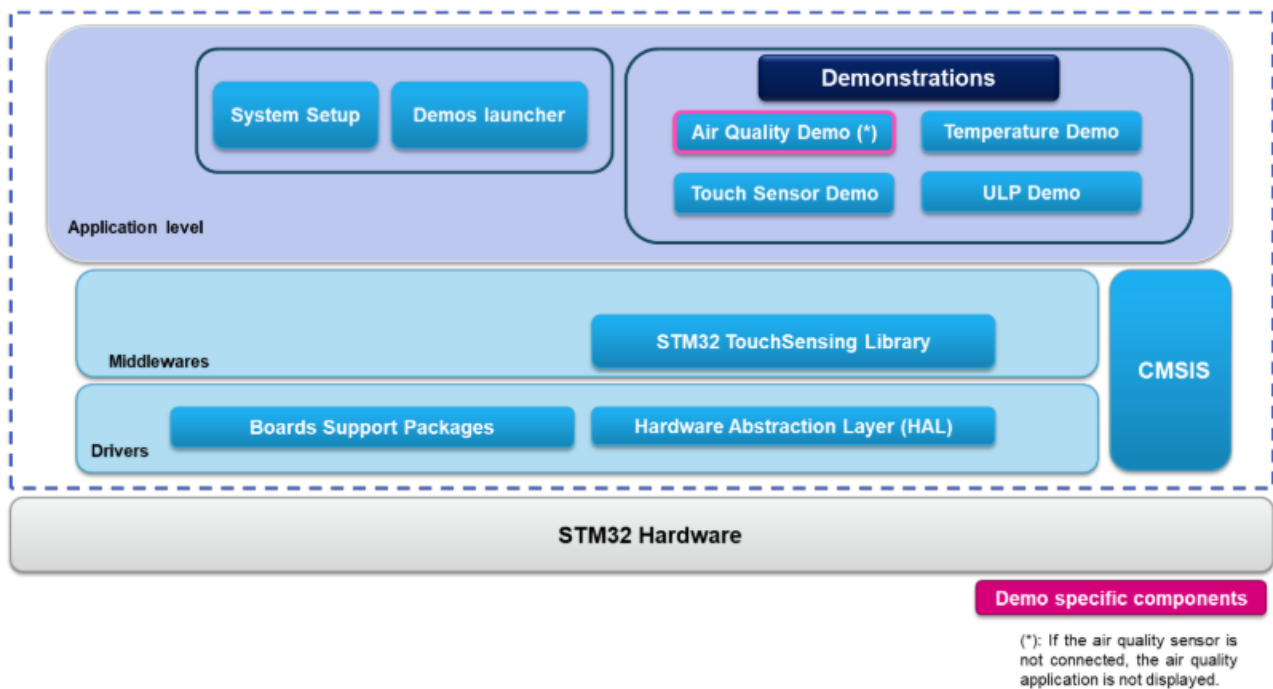 Demonstrations
System Setup
Demos launcher
Air Quality Demo (*)
Temperature Demo
Touch Sensor Demo
ULP Demo
Application level
STM32 TouchSensing Library
Middlewares
CMSIS
Boards Support Packages
Hardware Abstraction Layer (HAL)
Drivers
STM32 Hardware
Demo specific components
(*): If the air quality sensor is
not connected, the air quality
application is not displayed.